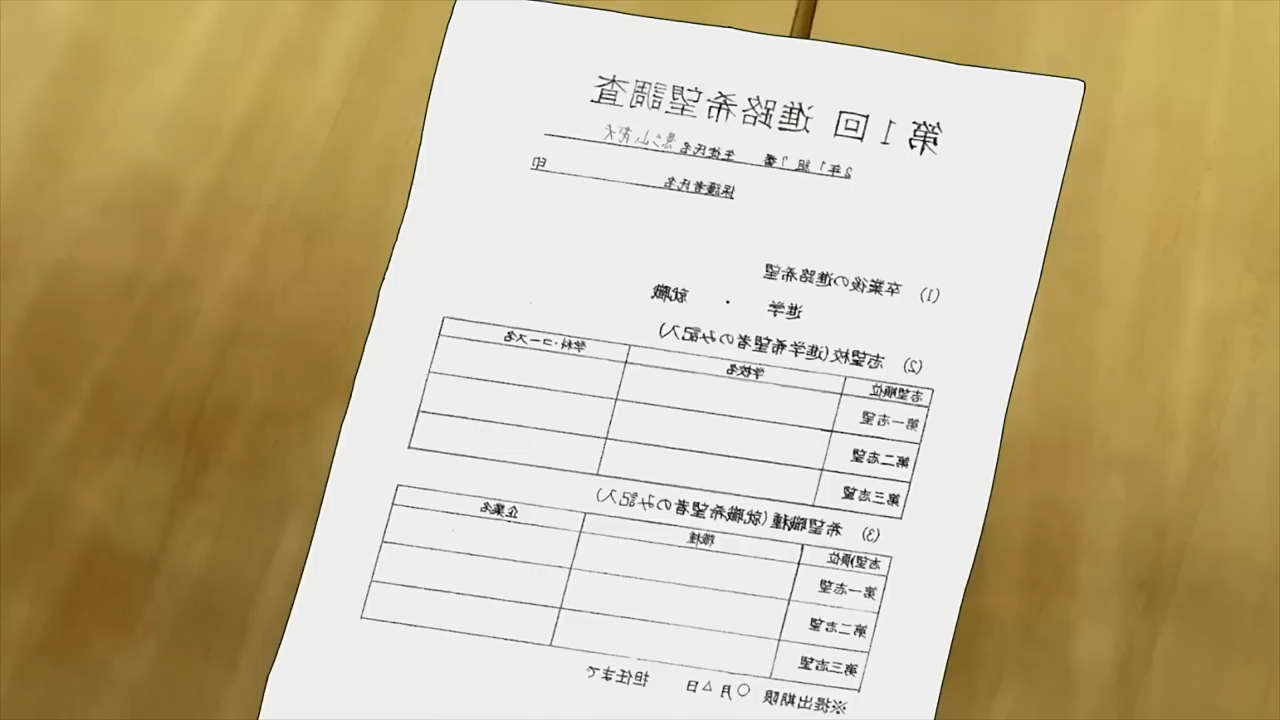 第1回 進路希望調査
2年1組7番 生徒氏名
保護者氏名 印
(1) 卒業後の進路希望
進学 ・ 就職
(2) 志望校(進学希望者のみ記入)
志望順位 学校名 学科・コース名
第一志望
第二志望
第三志望
(3) 希望職種(就職希望者のみ記入)
志望順位 職種 企業名
第一志望
第二志望
第三志望
※提出期限 ○月△日 担任まで